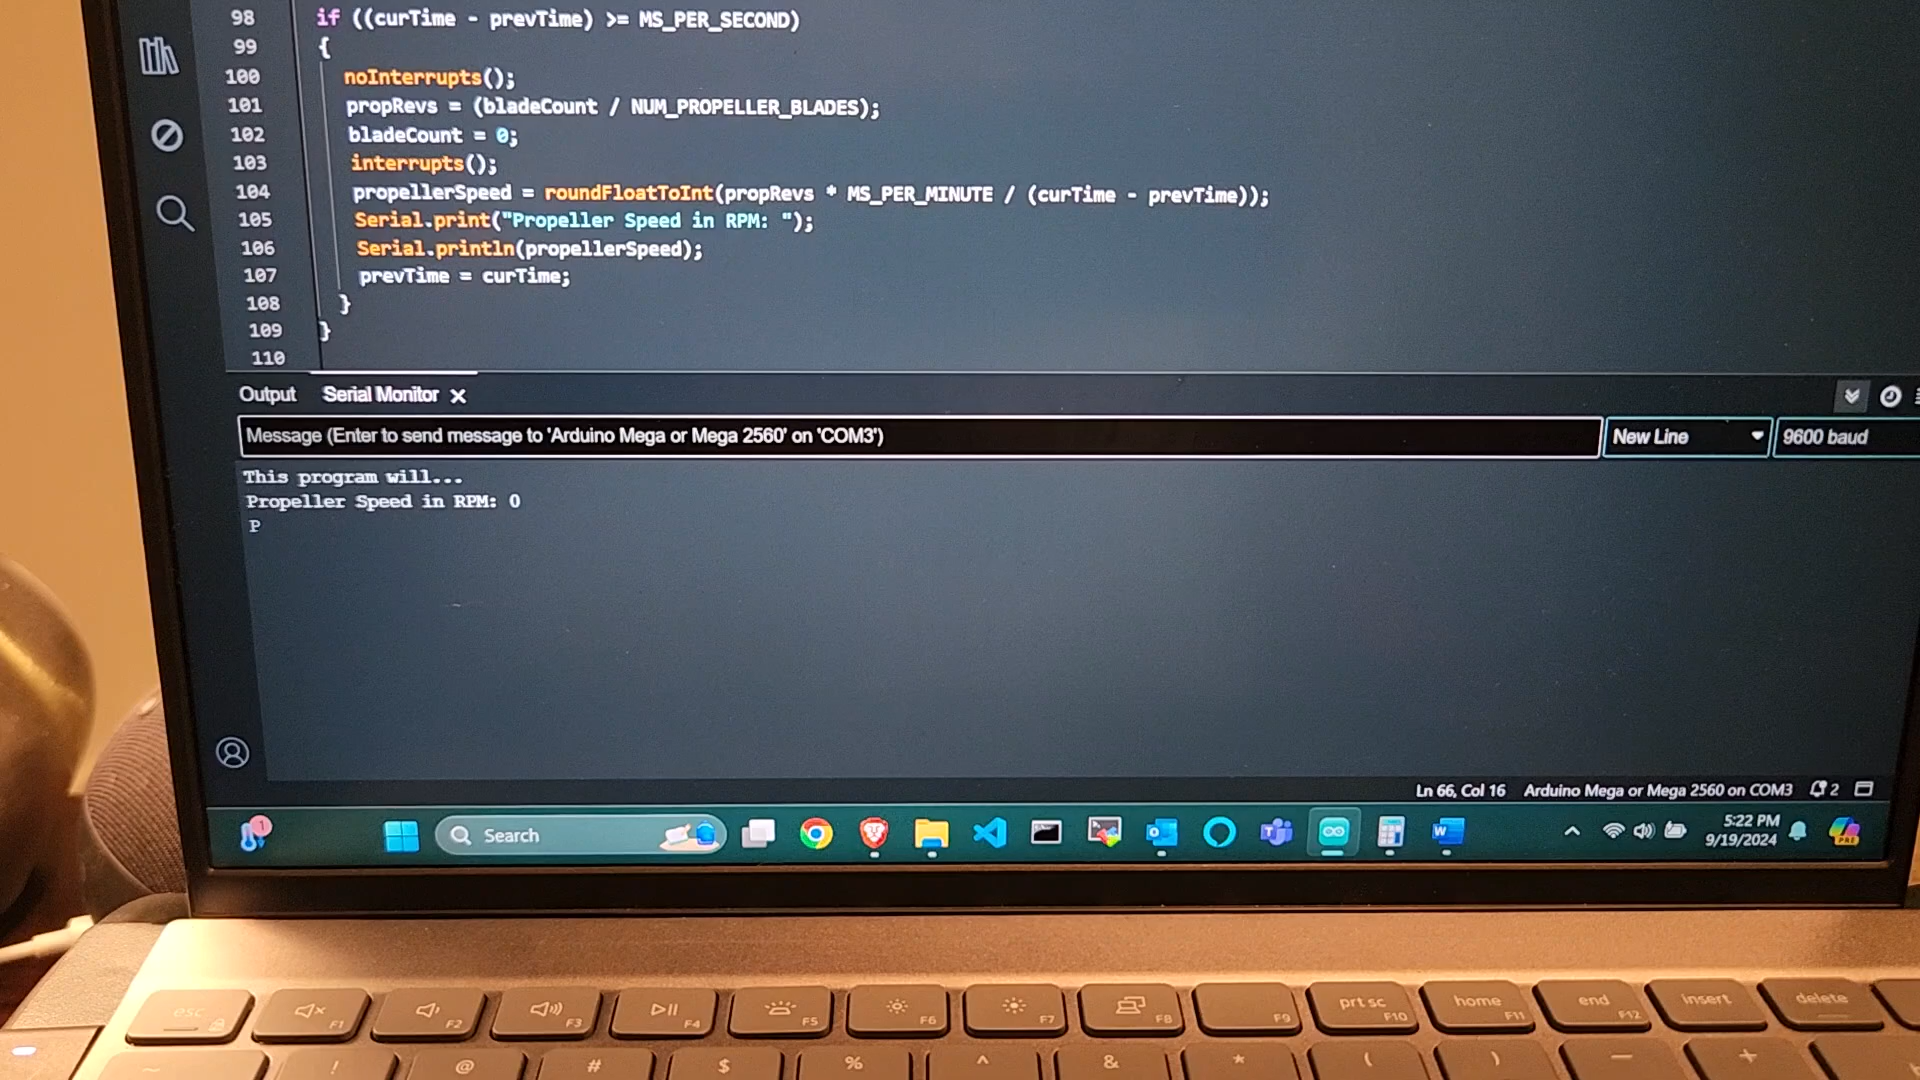 98 if ((curTime - prevTime) >= MS_PER_SECOND)
99 {
100 noInterrupts();
101 propRevs = (bladeCount / NUM_PROPELLER_BLADES);
102 bladeCount = 0;
103 interrupts();
104 propellerSpeed = roundFloatToInt(propRevs * MS_PER_MINUTE / (curTime - prevTime));
105 Serial.print("Propeller Speed in RPM: ");
106 Serial.println(propellerSpeed);
107 prevTime = curTime;
108 }
109 }
110
Output Serial Monitor ×
Message (Enter to send message to 'Arduino Mega or Mega 2560' on 'COM3') New Line 9600 baud
This program will...
Propeller Speed in RPM: 0
P
Ln 66, Col 16 Arduino Mega or Mega 2560 on COM3 2
1 Search 5:22 PM
9/19/2024
PRE
esc F1 F2 F3 F4 F5 F6 F7 F8 F9 prt sc F10 home F11 end F12 insert delete
~ ! @ # $ % ^ & * ( ) — +